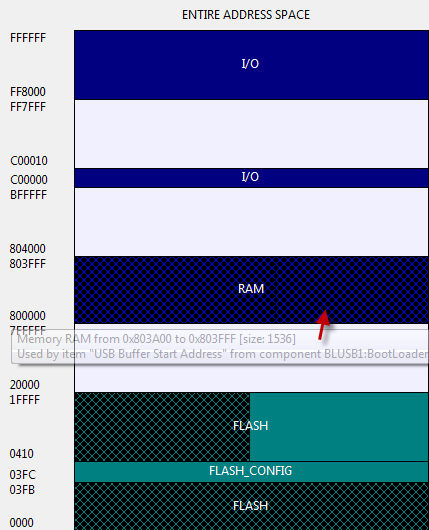 ENTIRE ADDRESS SPACE
FFFFFF
I/O
FF8000
FF7FFF
C00010
I/O
C00000
BFFFFF
804000
803FFF
RAM
800000
7FFFFF
Memory RAM from 0x803A00 to 0x803FFF [size: 1536]
Used by item "USB Buffer Start Address" from component BLUSB1:BootLoader
20000
1FFFF
FLASH
0410
FLASH_CONFIG
03FC
03FB
FLASH
0000